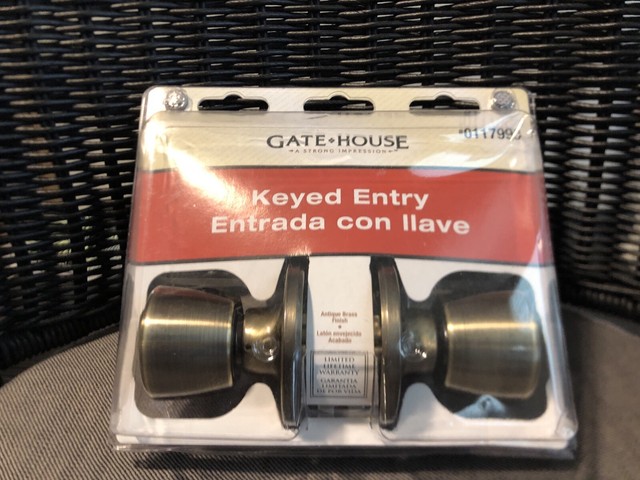 GATE HOUSE
A STRONG IMPRESSION
Keyed Entry
Entrada con llave
Antique Brass
Finish
Latón envejecido
Acabado
LIMITED
LIFETIME
WARRANTY
GARANTIA
LIMITADA
DE POR VIDA